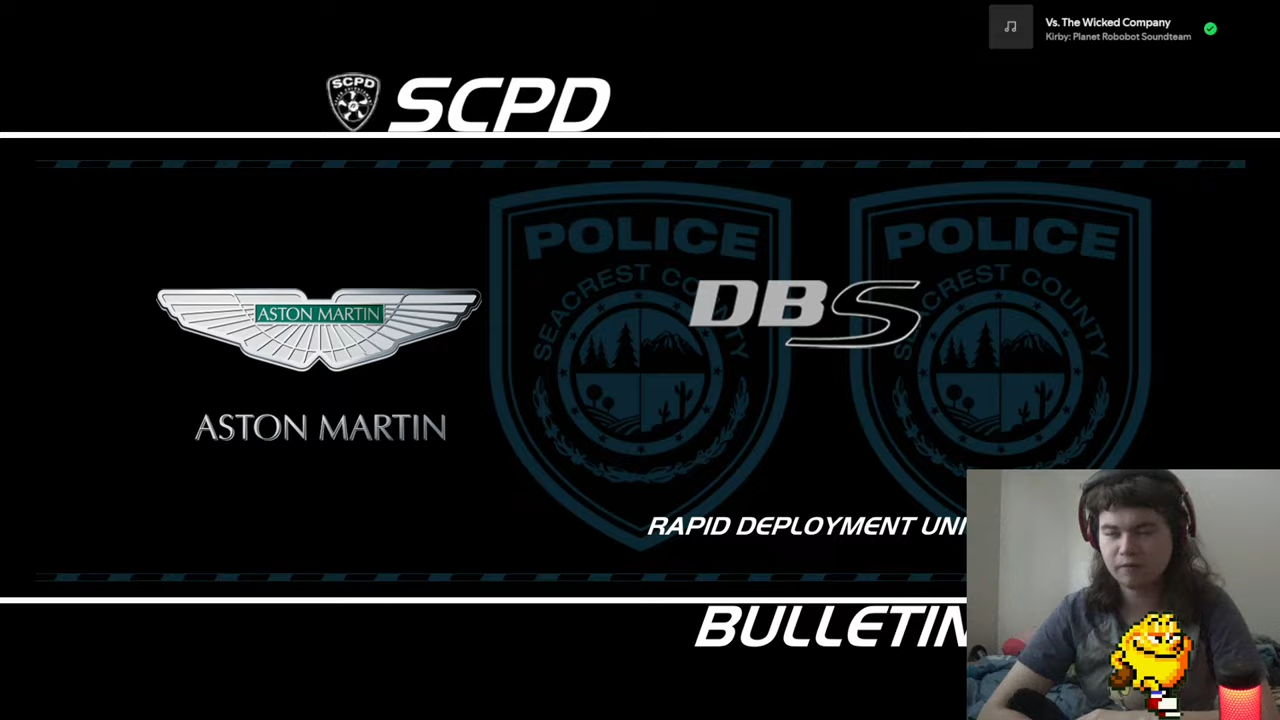 Vs. The Wicked Company
Kirby: Planet Robobot Soundteam
SCPD
SCPD
POLICE
SEACREST COUNTY
POLICE
SEACREST COUNTY
ASTON MARTIN
DBS
ASTON MARTIN
RAPID DEPLOYMENT UNI
BULLETIN